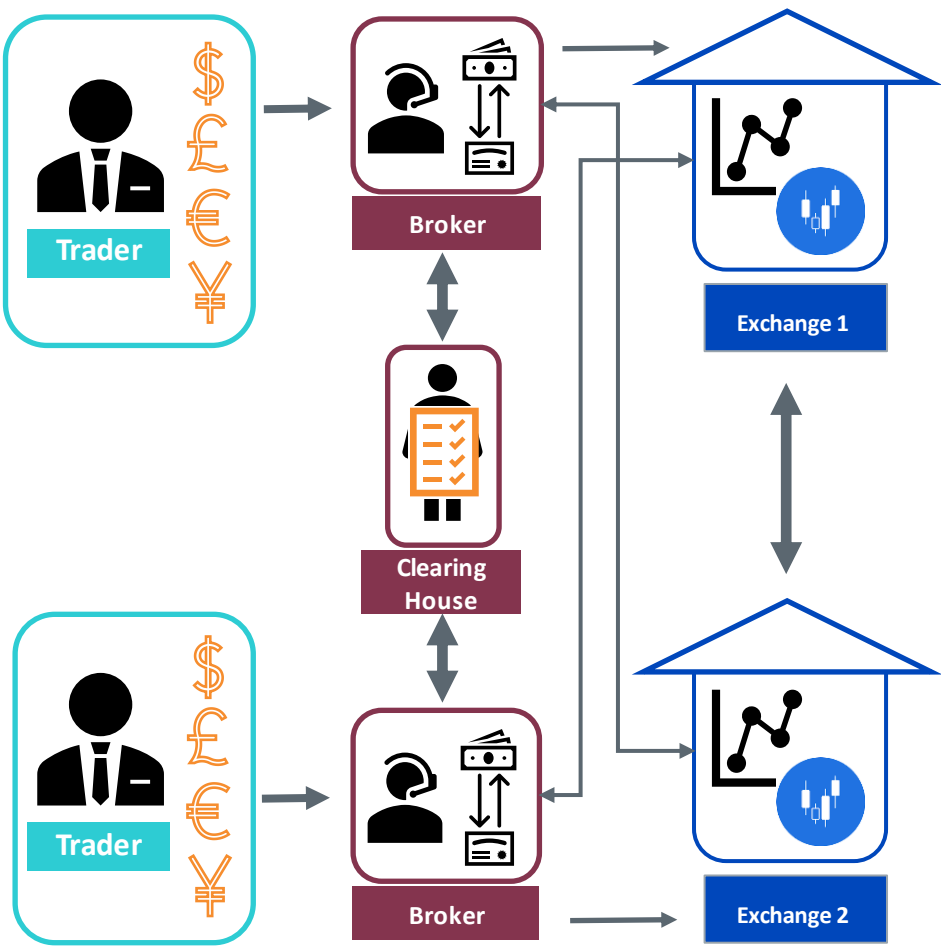 $
£
€
¥
Trader
Broker
Exchange 1
Clearing
House
$
£
€
¥
Trader
Broker
Exchange 2